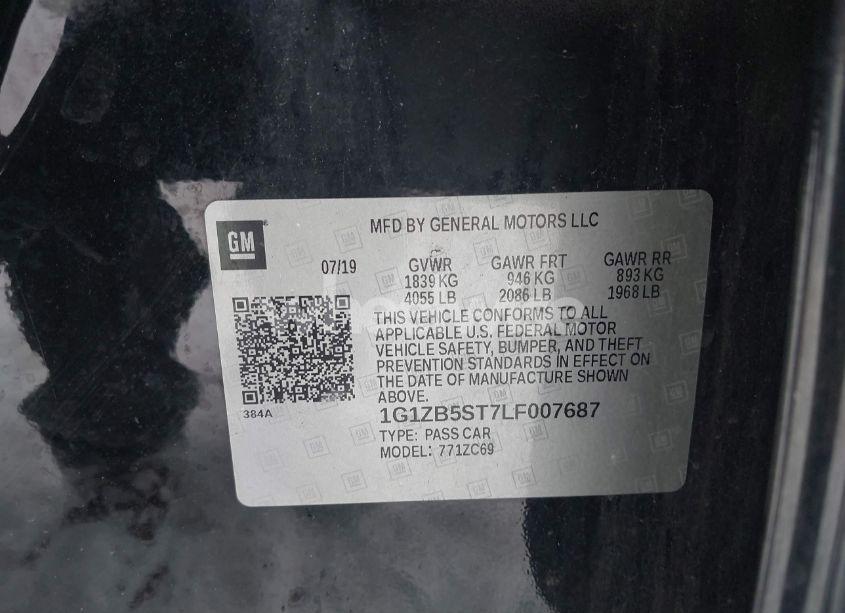 GM
MFD BY GENERAL MOTORS LLC
07/19 GVWR GAWR FRT GAWR RR
1839 KG 946 KG 893 KG
4055 LB 2086 LB 1968 LB
THIS VEHICLE CONFORMS TO ALL
APPLICABLE U.S. FEDERAL MOTOR
VEHICLE SAFETY, BUMPER, AND THEFT
PREVENTION STANDARDS IN EFFECT ON
THE DATE OF MANUFACTURE SHOWN
ABOVE.
384A
1G1ZB5ST7LF007687
TYPE: PASS CAR
MODEL: 771ZC69